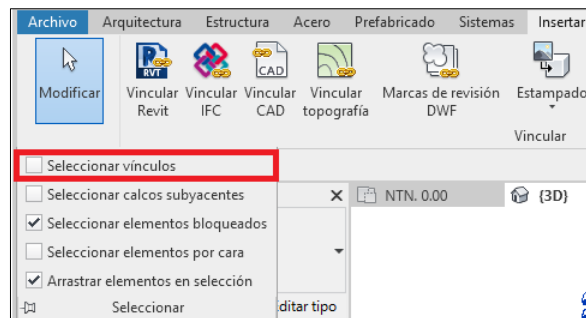 Archivo Arquitectura Estructura Acero Prefabricado Sistemas Insertar
RVT CAD
Modificar Vincular Vincular Vincular Vincular Marcas de revisión Estampado
Revit IFC CAD topografía DWF
Vincular
Seleccionar vínculos
Seleccionar calcos subyacentes NTN. 0.00 {3D}
Seleccionar elementos bloqueados
Seleccionar elementos por cara
Arrastrar elementos en selección
Seleccionar ditar tipo